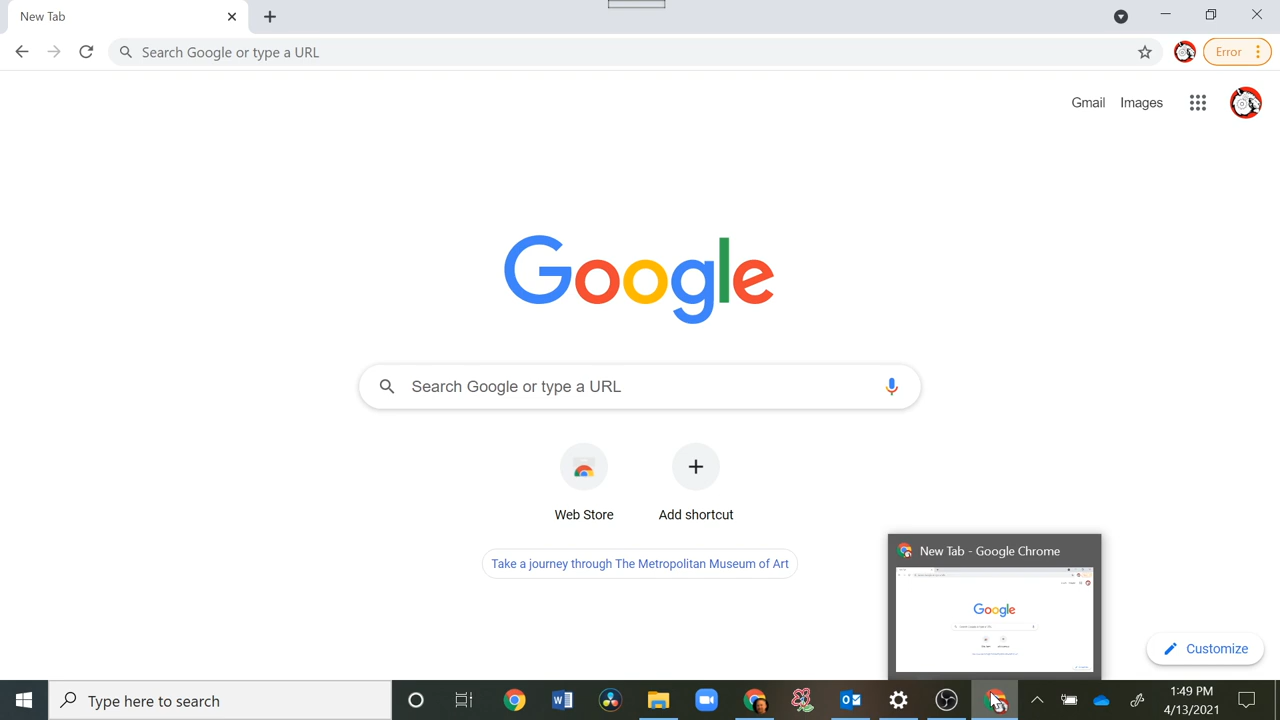 New Tab
Search Google or type a URL
Error
Gmail
Images
Google
Search Google or type a URL
Web Store
Add shortcut
Take a journey through The Metropolitan Museum of Art
New Tab - Google Chrome
Google
Customize
Type here to search
1:49 PM
4/13/2021